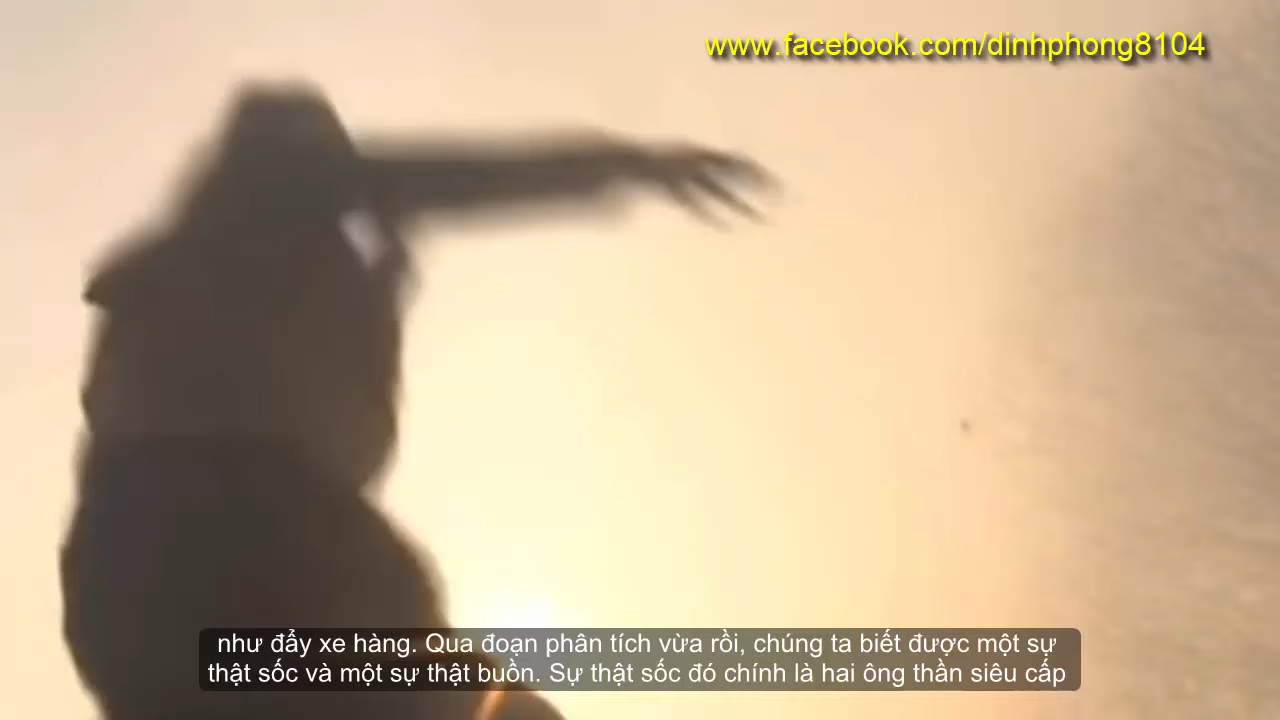 www.facebook.com/dinhphong8104
như đẩy xe hàng. Qua đoạn phân tích vừa rồi, chúng ta biết được một sự
thật sốc và một sự thật buồn. Sự thật sốc đó chính là hai ông thần siêu cấp